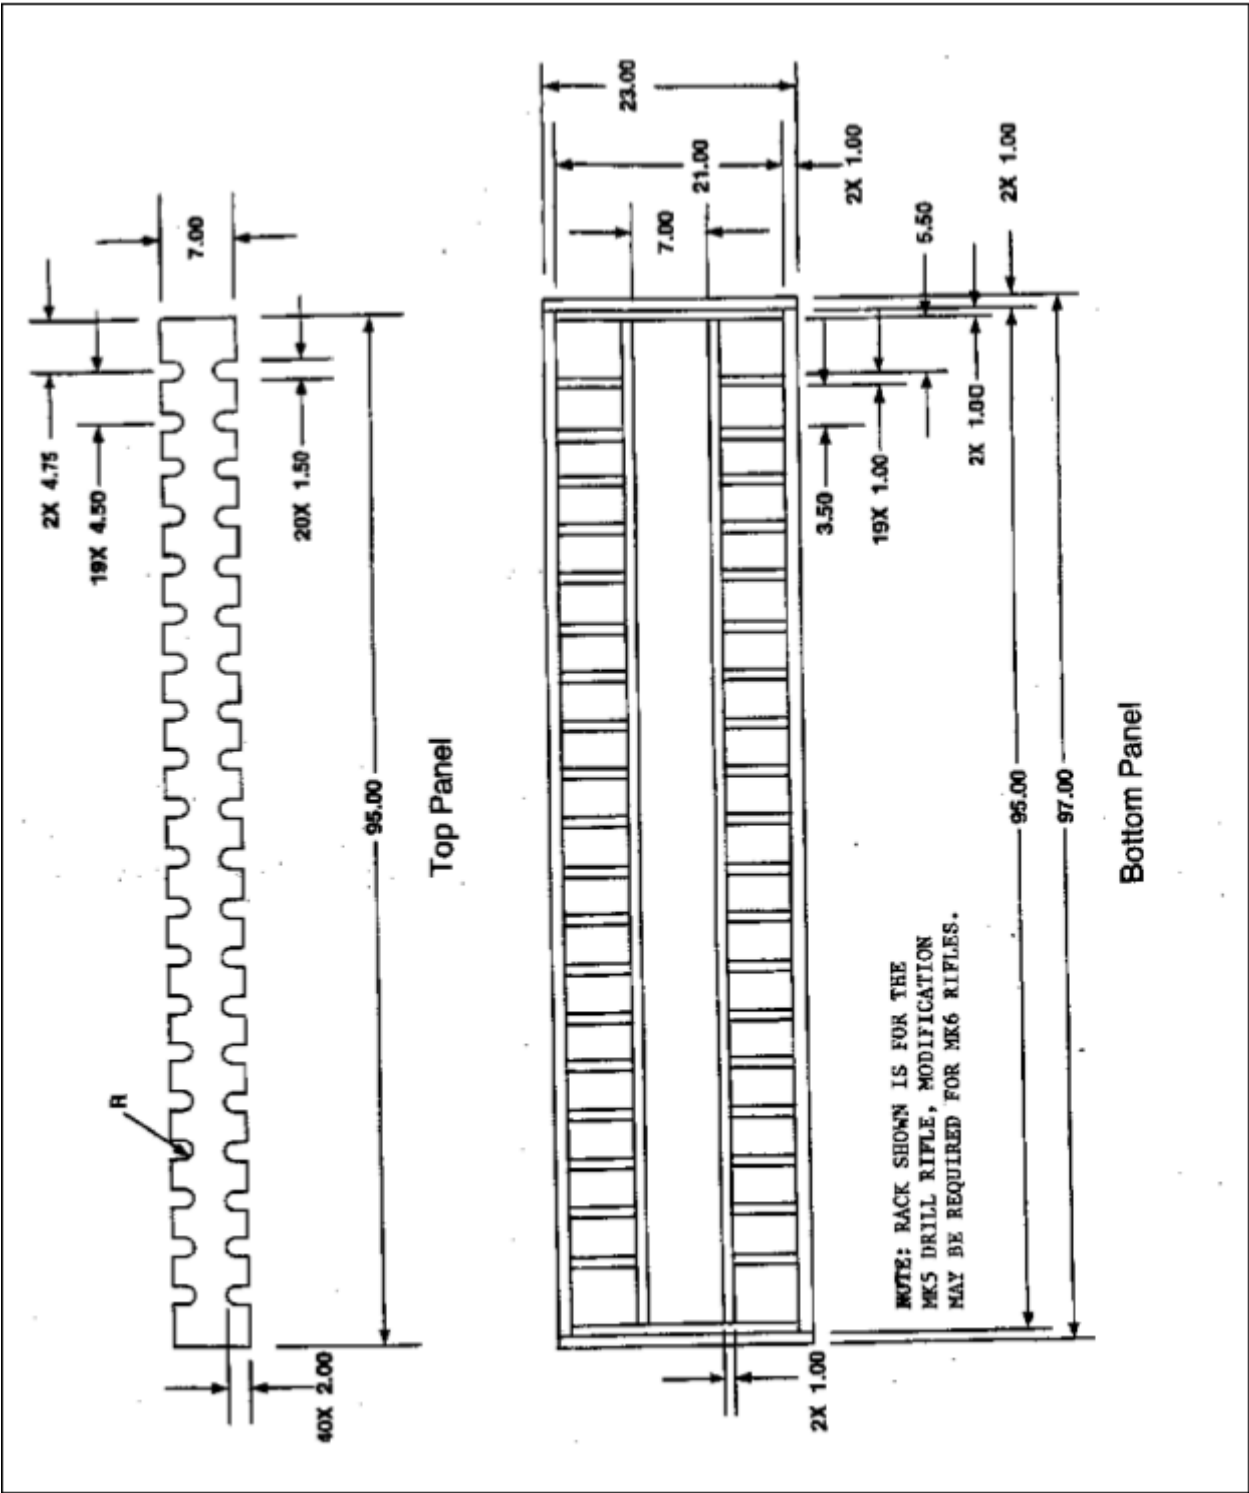 2X 4.75
19X 4.50
7.00
20X 1.50
R
95.00
40X 2.00
Top Panel
23.00
21.00
7.00
2X 1.00
2X 1.00
5.50
2X 1.00
19X 1.00
3.50
2X 1.00
NOTE: RACK SHOWN IS FOR THE
MK5 DRILL RIFLE, MODIFICATION
MAY BE REQUIRED FOR MK6 RIFLES.
95.00
97.00
Bottom Panel